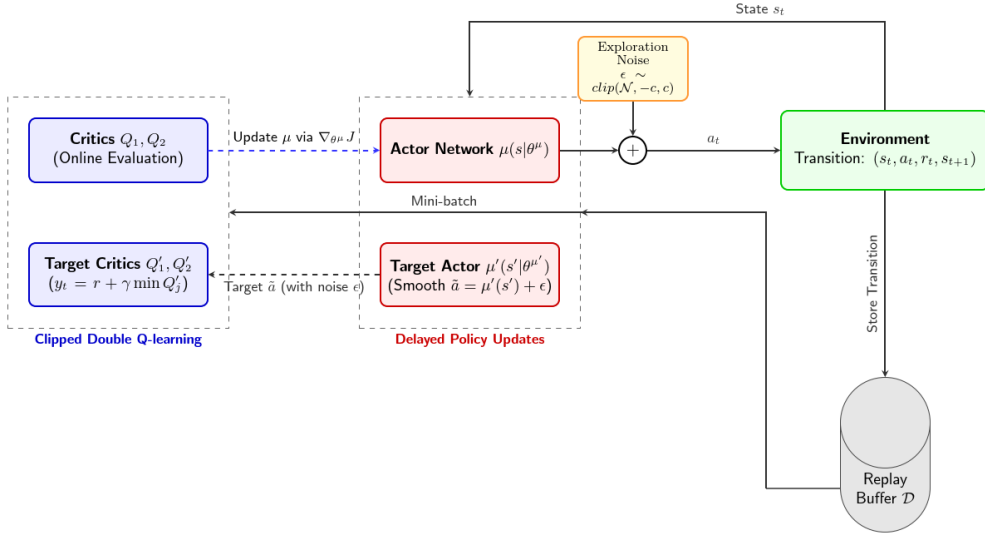 State $s_t$
Exploration
Noise
$\epsilon \sim$
$clip(\mathcal{N}, -c, c)$
Critics $Q_1, Q_2$
(Online Evaluation)
Update $\mu$ via $\nabla_{\theta^\mu} J$
Actor Network $\mu(s|\theta^\mu)$
+
$a_t$
Environment
Transition: $(s_t, a_t, r_t, s_{t+1})$
Mini-batch
Target Critics $Q_1', Q_2'$
($y_t = r + \gamma \min Q_j'$)
Target $\tilde{a}$ (with noise $\epsilon$)
Target Actor $\mu'(s'|\theta^{\mu'})$
(Smooth $\tilde{a} = \mu'(s') + \epsilon$)
Store Transition
Clipped Double Q-learning
Delayed Policy Updates
Replay
Buffer $\mathcal{D}$